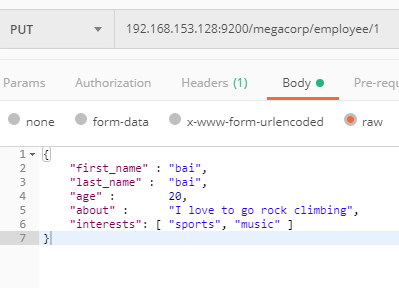 PUT 192.168.153.128:9200/megacorp/employee/1
Params Authorization Headers (1) Body Pre-requ
none form-data x-www-form-urlencoded raw
1 {
2 "first_name" : "bai",
3 "last_name" : "bai",
4 "age" : 20,
5 "about" : "I love to go rock climbing",
6 "interests": [ "sports", "music" ]
7 }